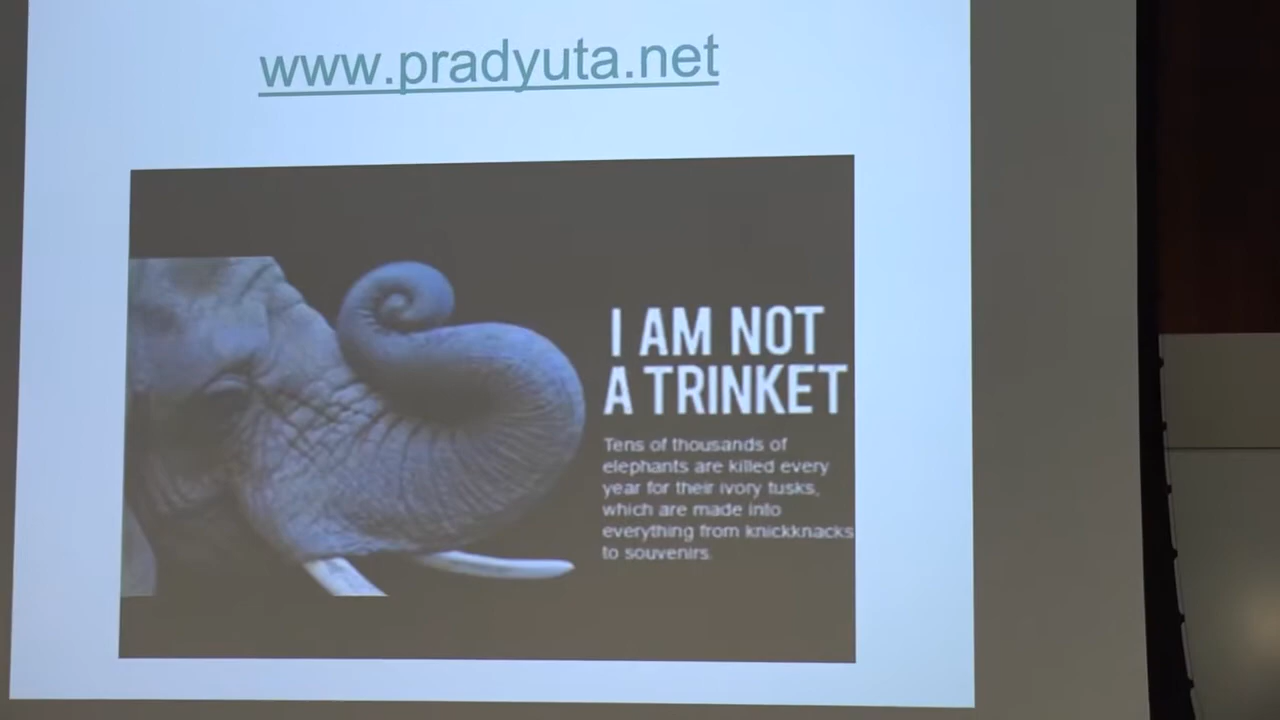 www.pradyuta.net
I AM NOT
A TRINKET
Tens of thousands of
elephants are killed every
year for their ivory tusks,
which are made into
everything from knickknacks
to souvenirs.